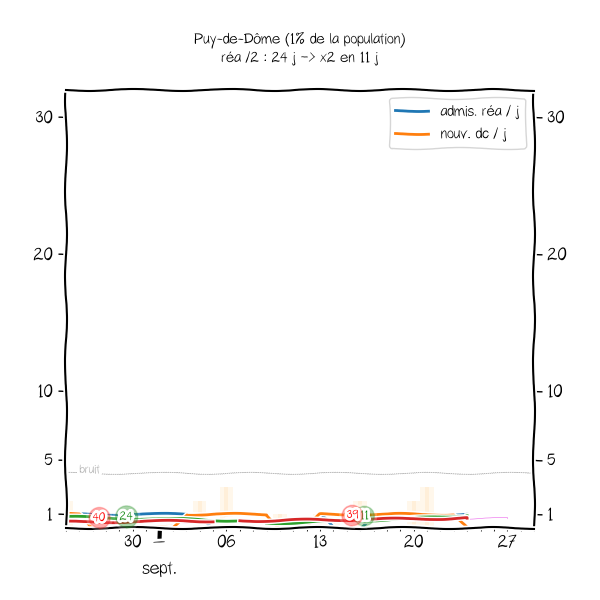 Puy-de-Dôme (1% de la population)
réa /2 : 24 j -> x2 en 11 j
admis. réa / j
nouv. dc / j
30 30
20 20
10 10
5 5
bruit
1 40 24 39 11 1
30 1 06 13 20 27
sept.